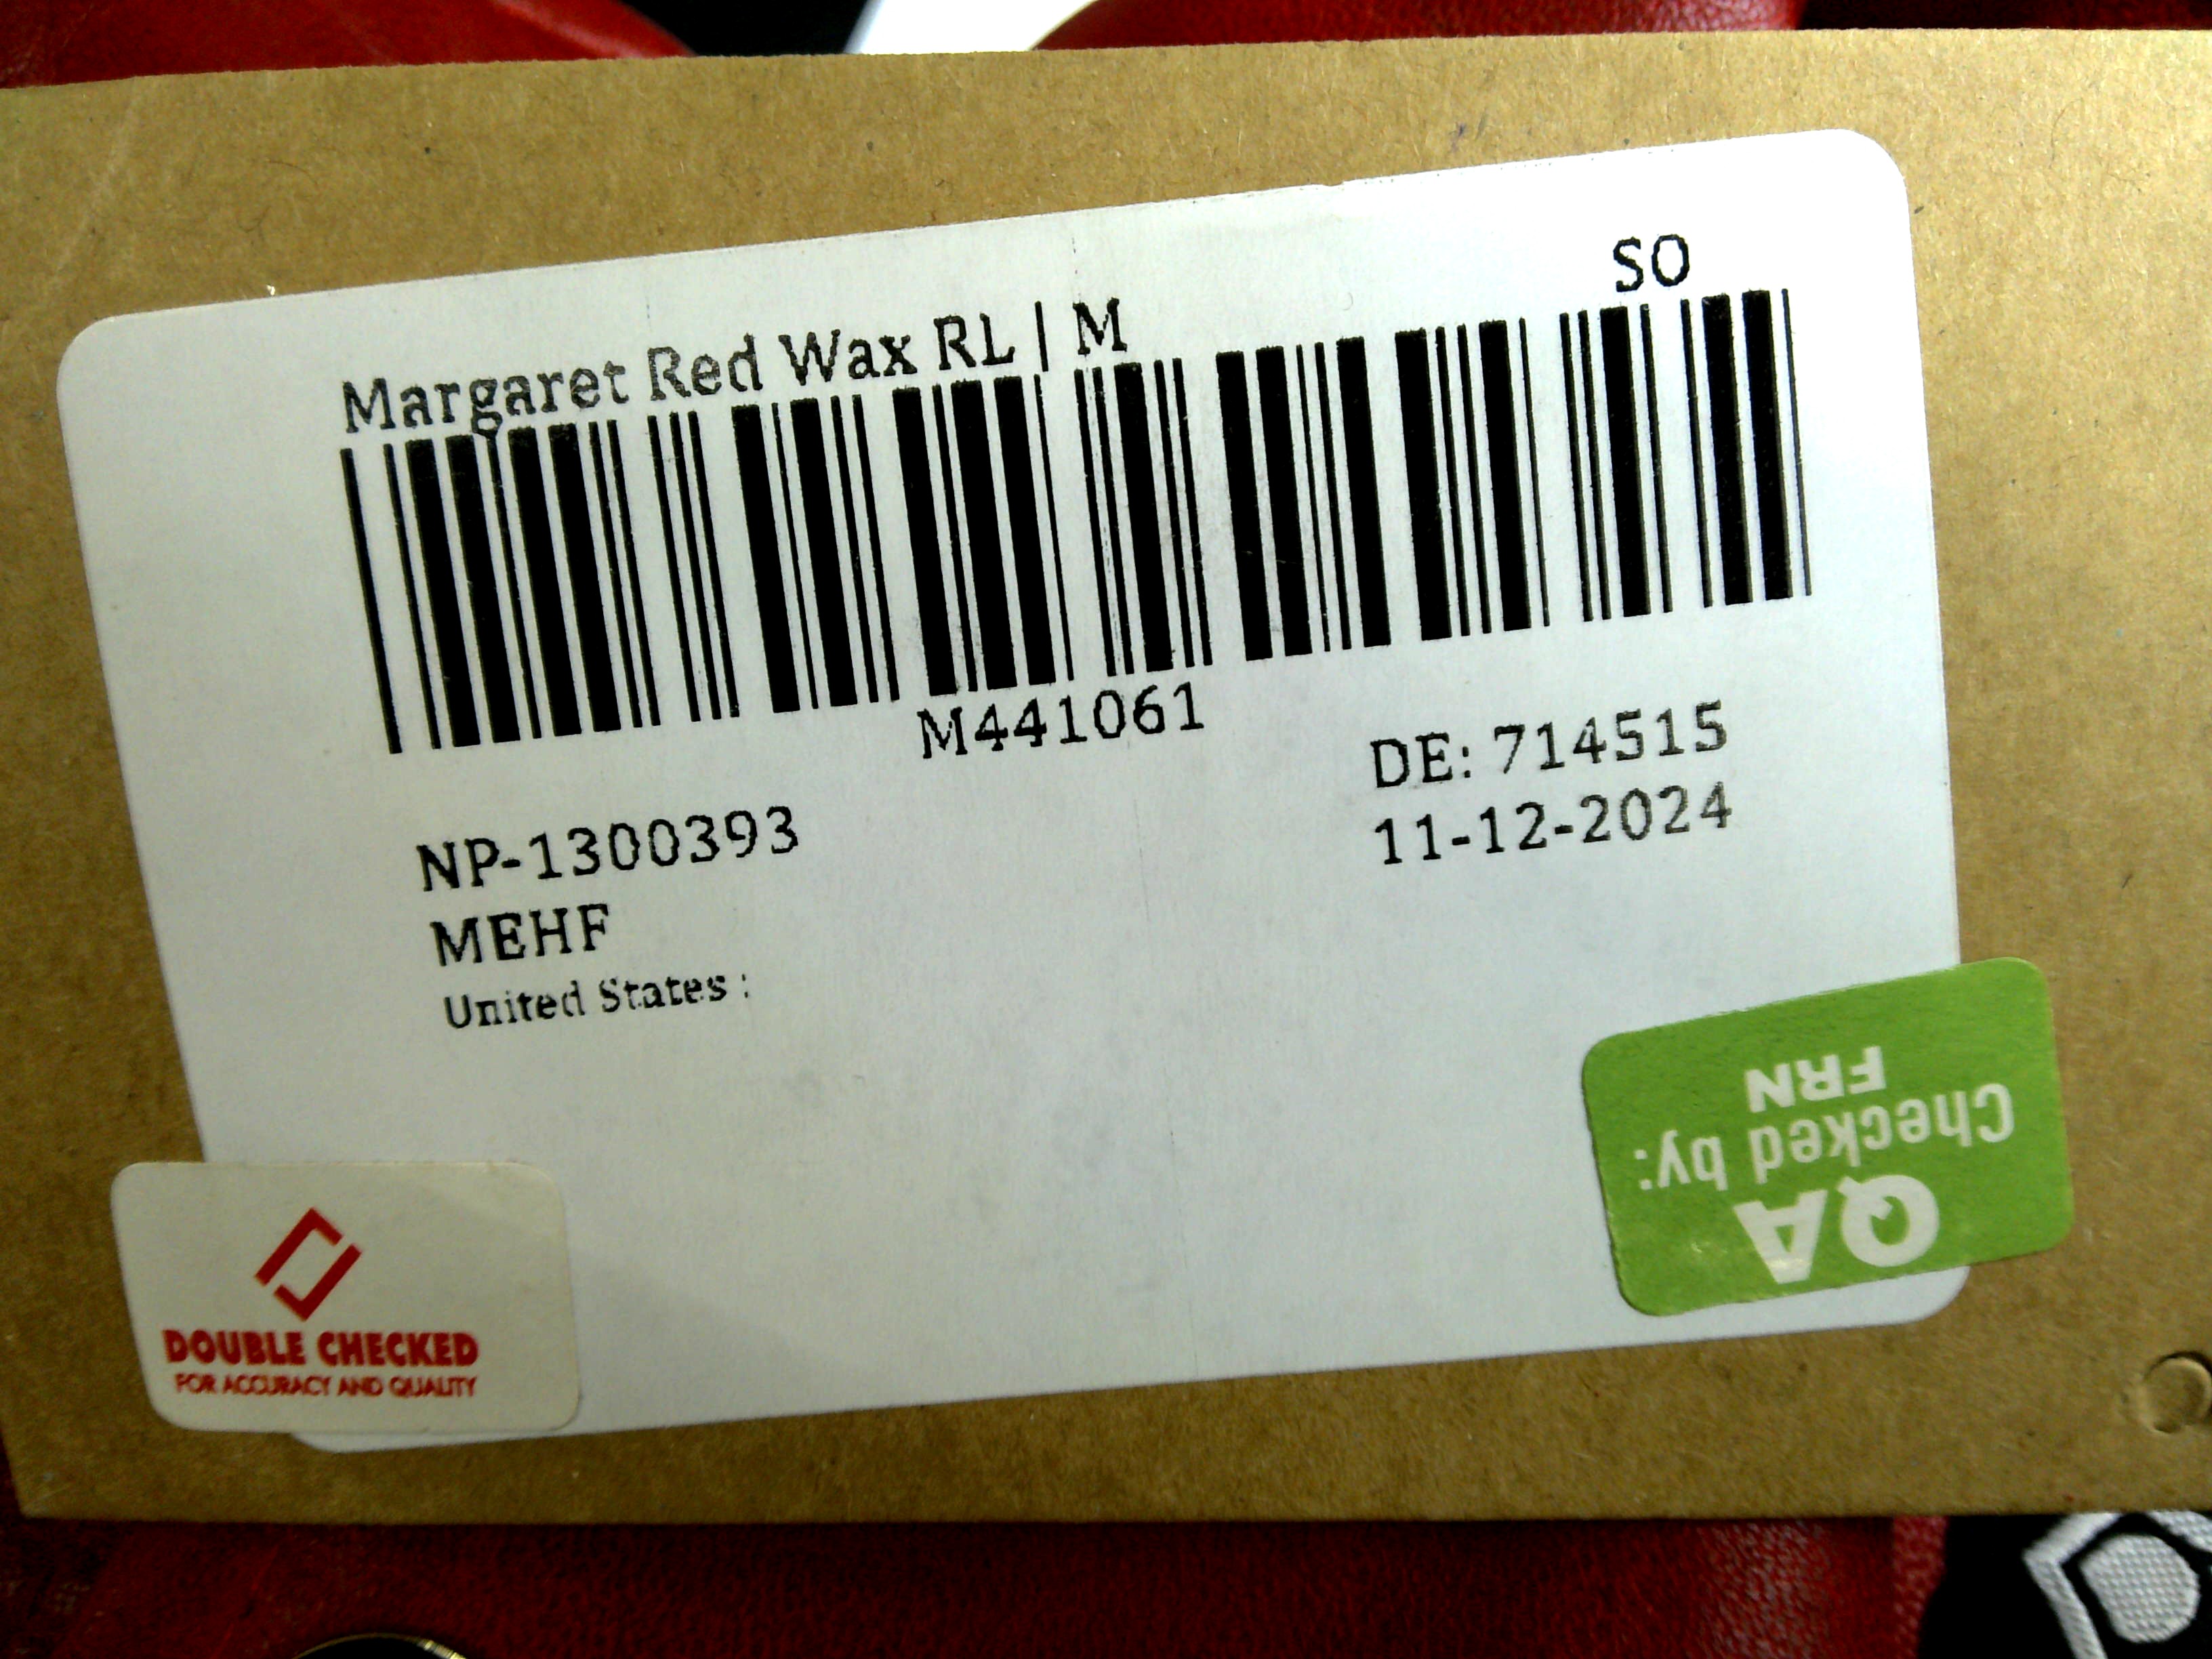 SO
Margaret Red Wax RL | M
M441061
DE: 714515
11-12-2024
NP-1300393
MEHF
United States :
QA
Checked by:
FRN
DOUBLE CHECKED
FOR ACCURACY AND QUALITY